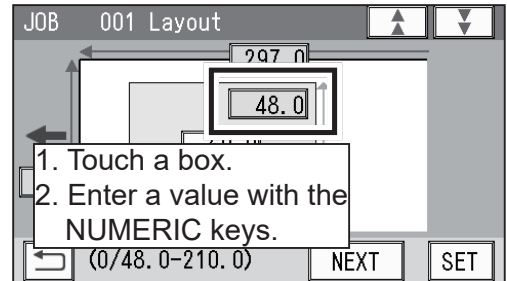 JOB 001 Layout
297.0
48.0
1. Touch a box.
2. Enter a value with the
NUMERIC keys.
(0/48.0-210.0) NEXT SET